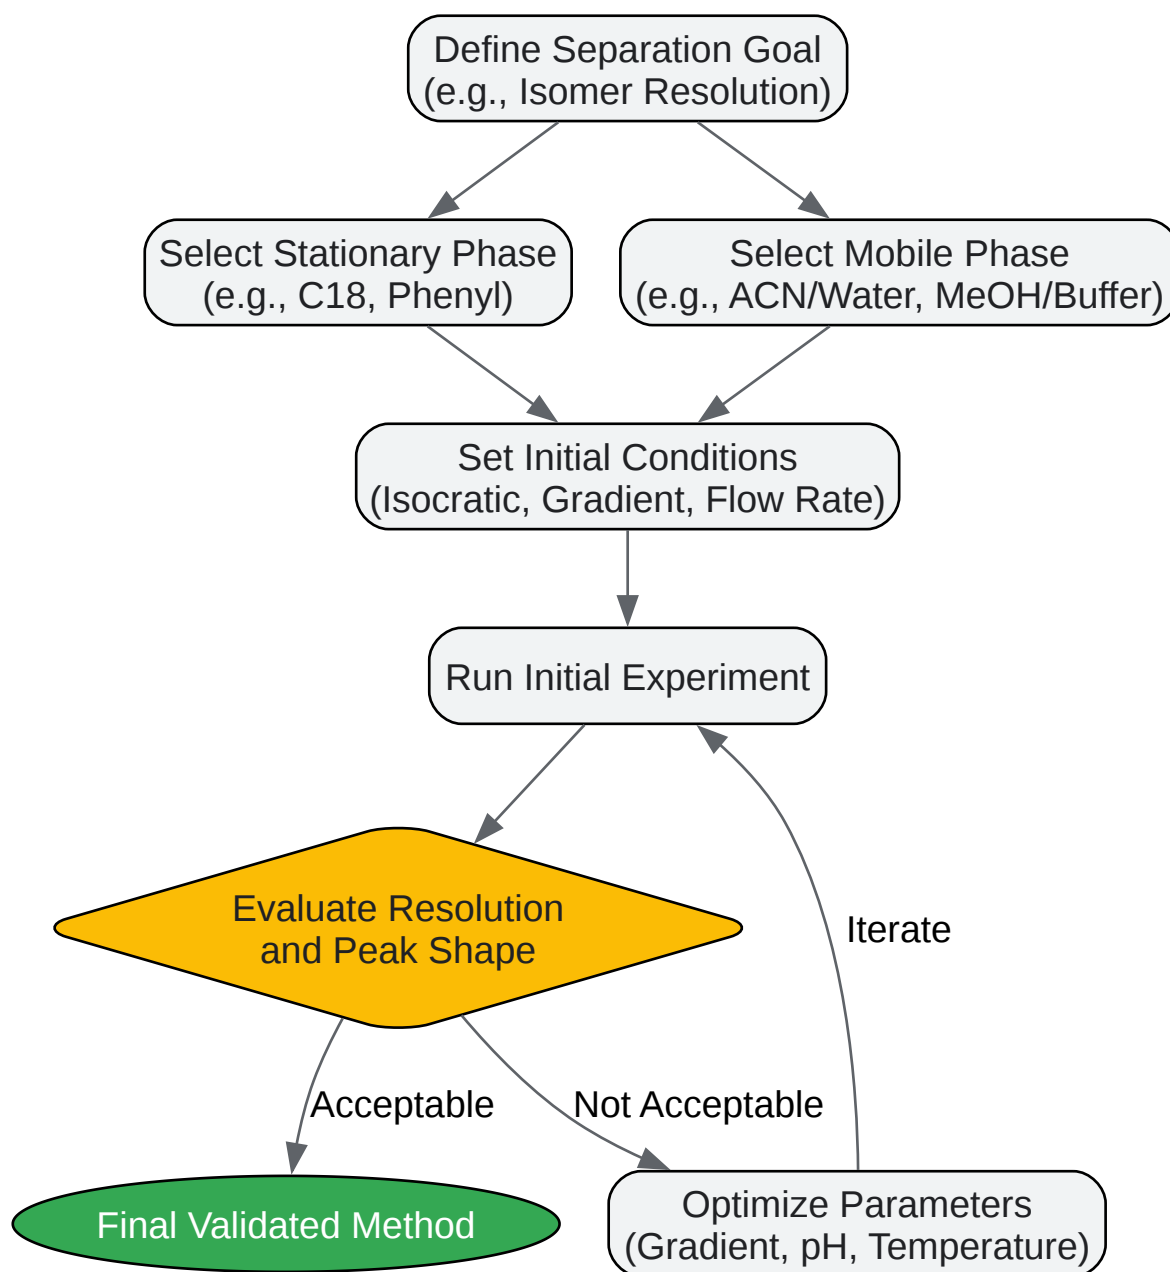 Define Separation Goal
(e.g., Isomer Resolution)
Select Stationary Phase
(e.g., C18, Phenyl)
Select Mobile Phase
(e.g., ACN/Water, MeOH/Buffer)
Set Initial Conditions
(Isocratic, Gradient, Flow Rate)
Run Initial Experiment
Evaluate Resolution
and Peak Shape
Iterate
Acceptable
Not Acceptable
Final Validated Method
Optimize Parameters
(Gradient, pH, Temperature)